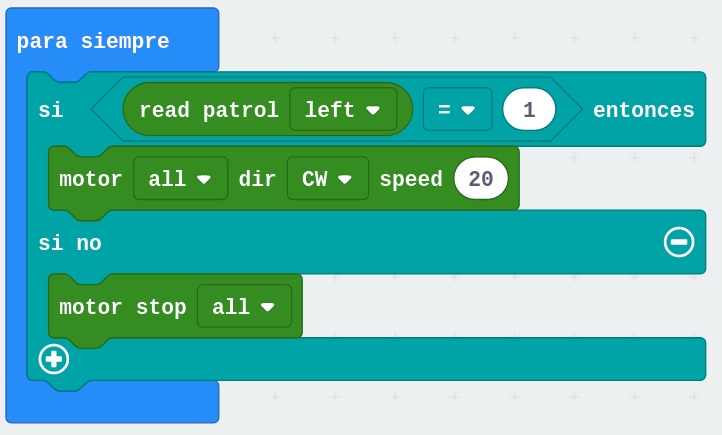 para siempre
si read patrol left = 1 entonces
motor all dir CW speed 20
si no
motor stop all